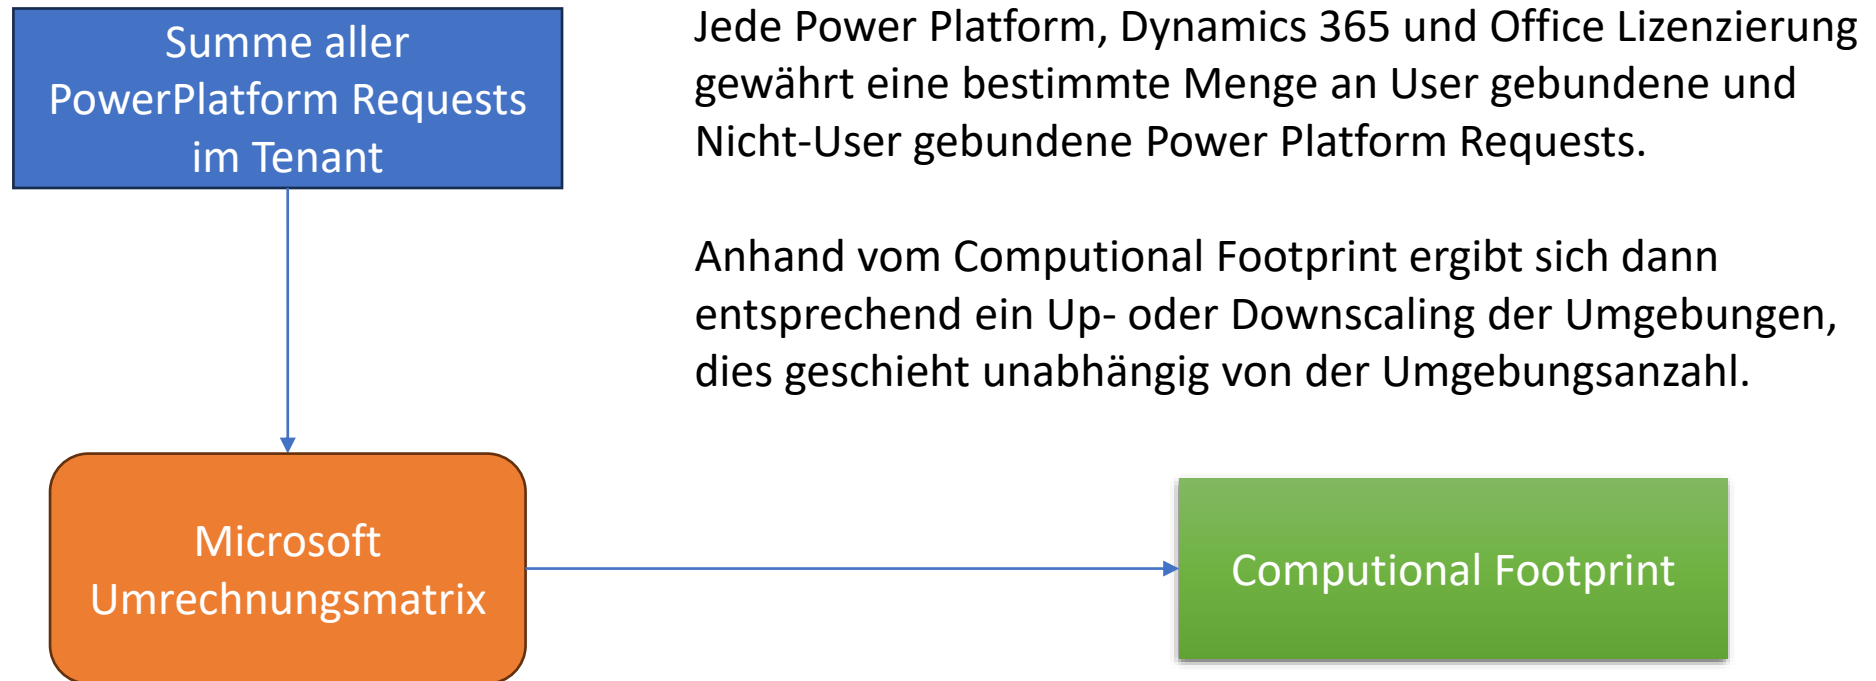 Summe aller
PowerPlatform Requests
im Tenant
Jede Power Platform, Dynamics 365 und Office Lizenzierung
gewährt eine bestimmte Menge an User gebundene und
Nicht-User gebundene Power Platform Requests.
Anhand vom Computional Footprint ergibt sich dann
entsprechend ein Up- oder Downscaling der Umgebungen,
dies geschieht unabhängig von der Umgebungsanzahl.
Microsoft
Umrechnungsmatrix
Computional Footprint